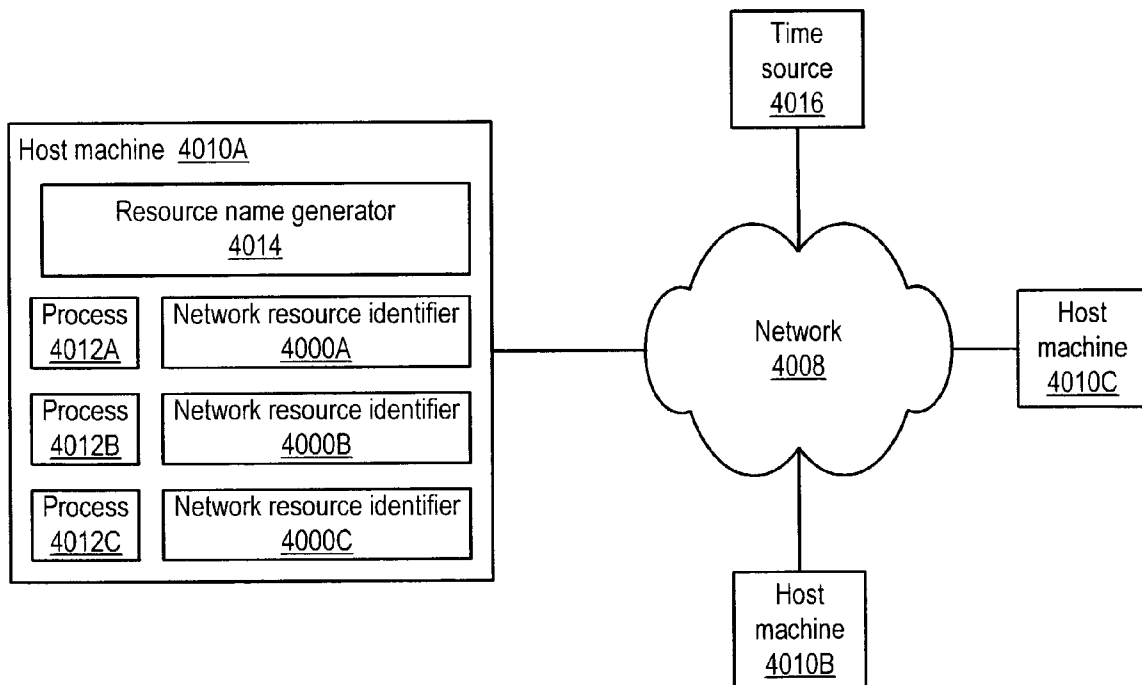 Time
source
4016
Host machine 4010A
Resource name generator
4014
Process
4012A
Network resource identifier
4000A
Process
4012B
Network resource identifier
4000B
Process
4012C
Network resource identifier
4000C
Network
4008
Host
machine
4010C
Host
machine
4010B